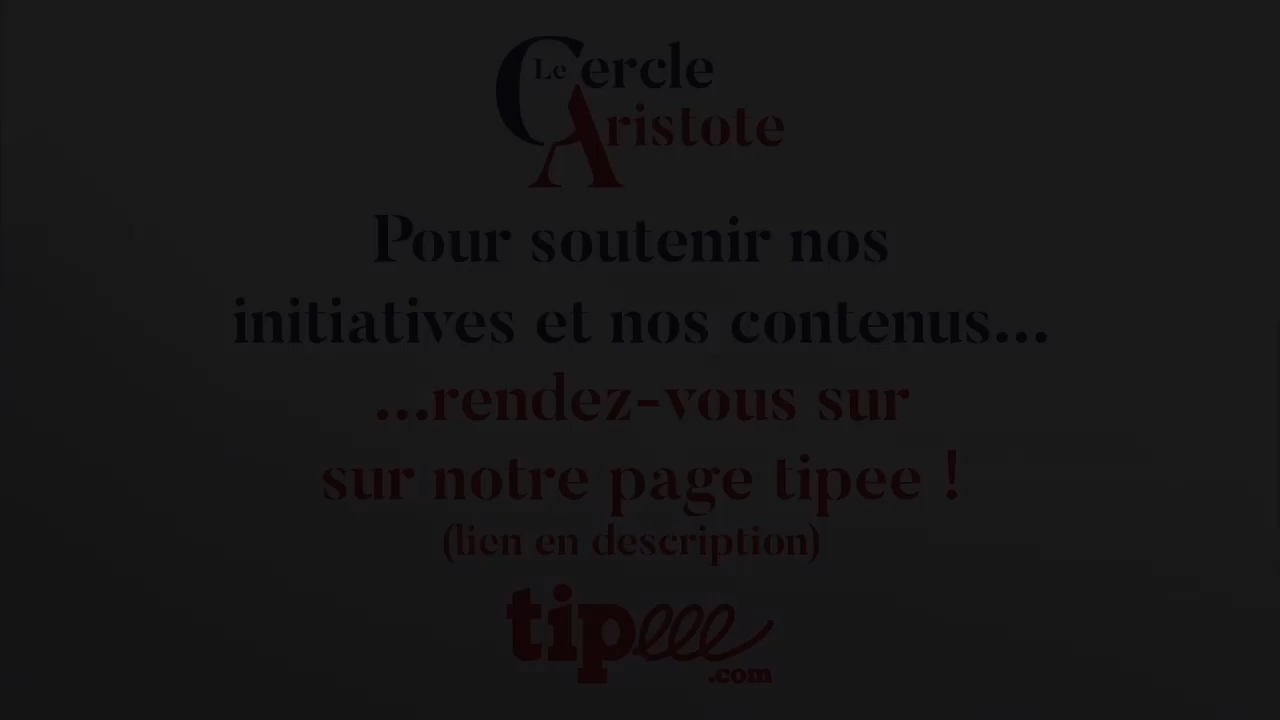 Le Cercle
Aristote
Pour soutenir nos
initiatives et nos contenus...
...rendez-vous sur
sur notre page tipee !
(lien en description)
tipeee
.com